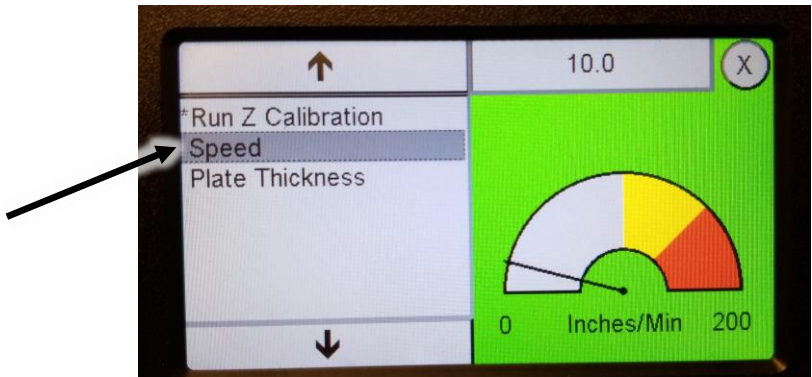 10.0
X
*Run Z Calibration
Speed
Plate Thickness
0 Inches/Min 200